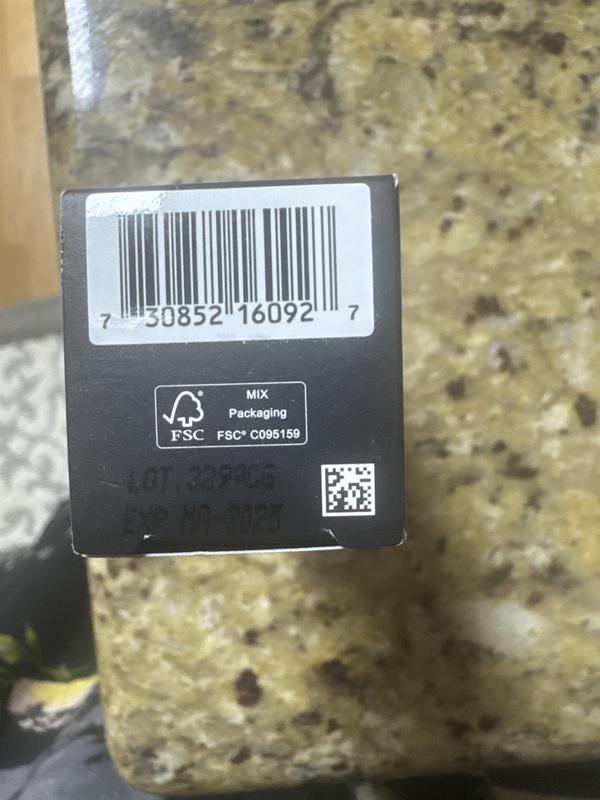 7 30852 16092 7
MIX
Packaging
FSC® C095159
FSC
LOT.3299C6
EXP MA-2025